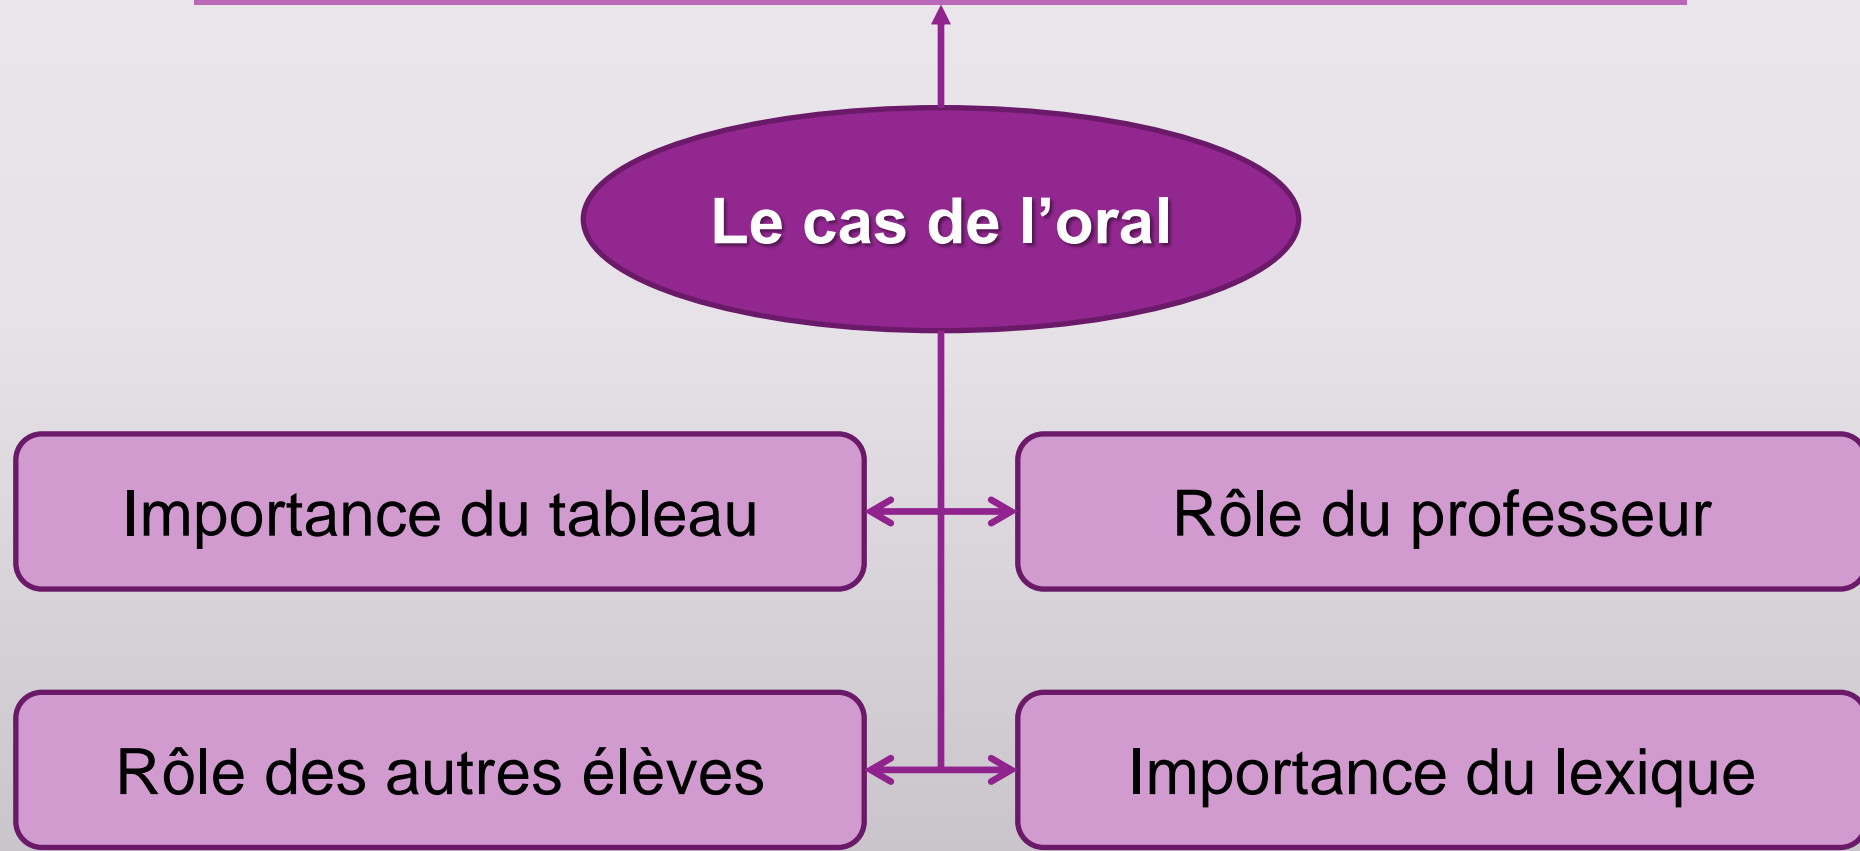 Le cas de l’oral
Importance du tableau
Rôle du professeur
Rôle des autres élèves
Importance du lexique